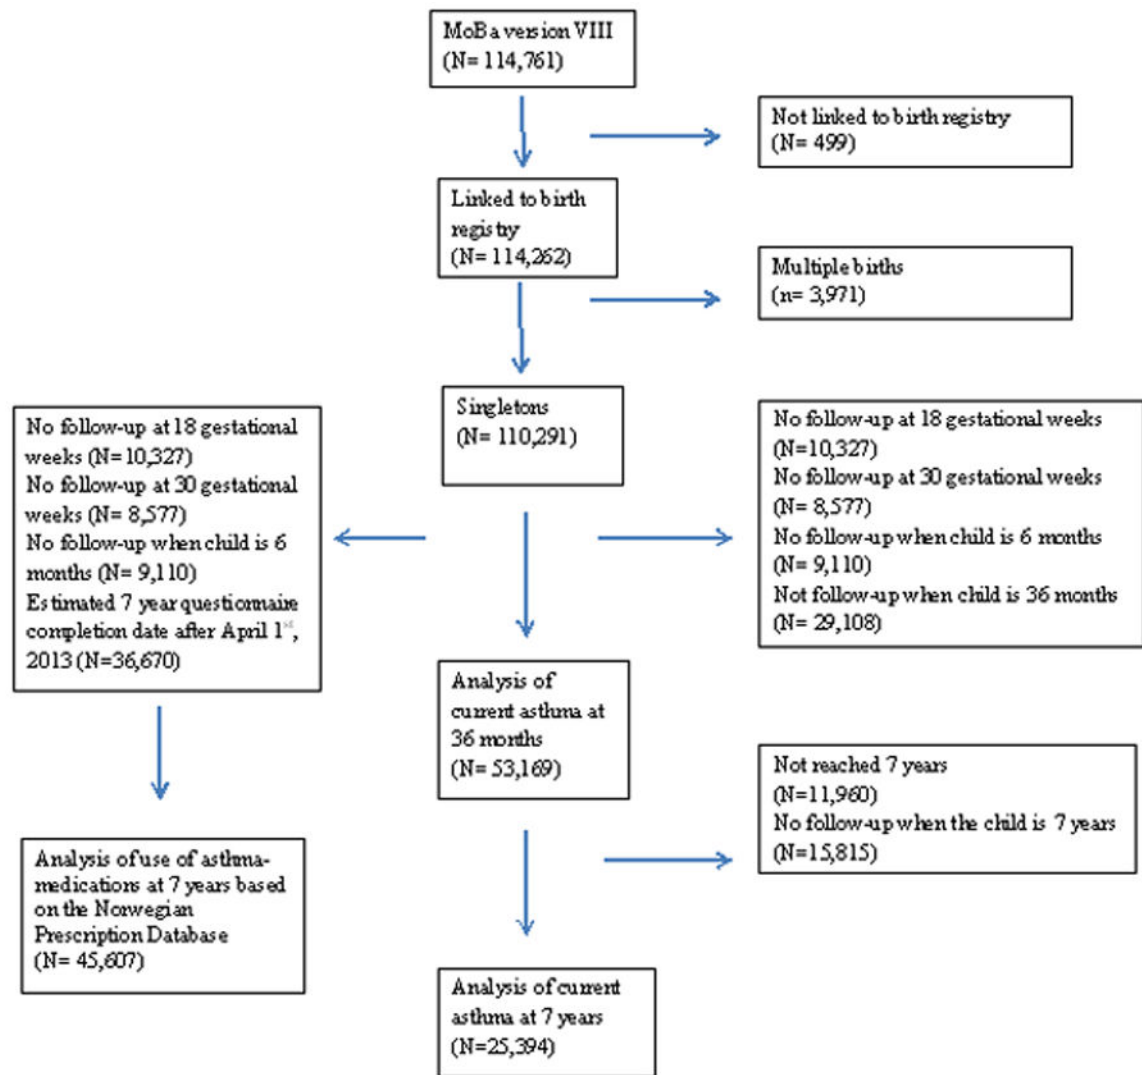 MoBa version VIII
(N= 114,761)
Not linked to birth registry
(N= 499)
Linked to birth
registry
(N= 114,262)
Multiple births
(n= 3,971)
Singletons
(N= 110,291)
No follow-up at 18 gestational
weeks (N=10,327)
No follow-up at 30 gestational
weeks (N= 8,577)
No follow-up when child is 6
months (N= 9,110)
Estimated 7 year questionnaire
completion date after April 1st,
2013 (N=36,670)
No follow-up at 18 gestational weeks
(N=10,327)
No follow-up at 30 gestational weeks
(N= 8,577)
No follow-up when child is 6 months
(N= 9,110)
Not follow-up when child is 36 months
(N= 29,108)
Analysis of
current asthma at
36 months
(N= 53,169)
Not reached 7 years
(N=11,960)
No follow-up when the child is 7 years
(N=15,815)
Analysis of use of asthma-
medications at 7 years based
on the Norwegian
Prescription Database
(N= 45,607)
Analysis of current
asthma at 7 years
(N=25,394)